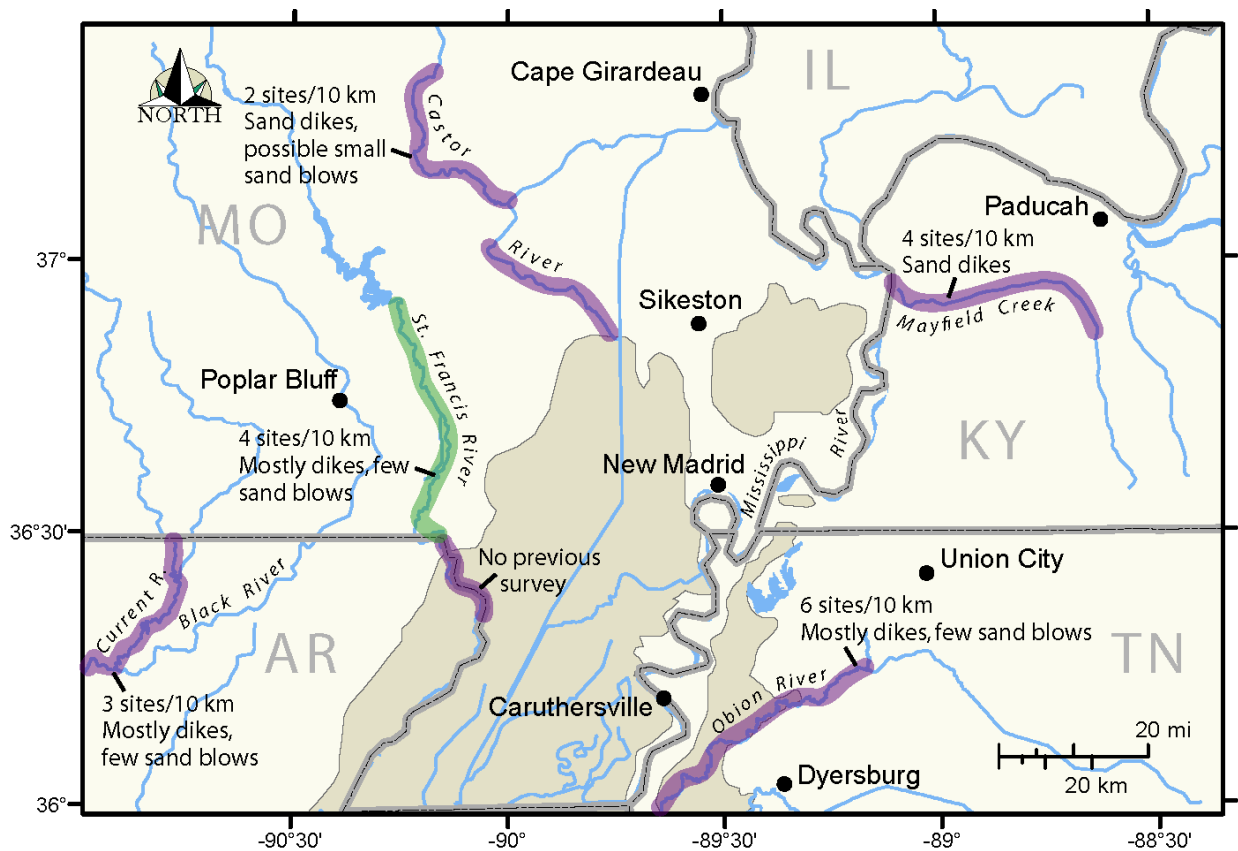 Cape Girardeau
IL
2 sites/10 km
Sand dikes,
possible small
sand blows
Castor
NORTH
MO
Paducah
4 sites/10 km
Sand dikes
37°
River
Sikeston
Mayfield Creek
St. Francis River
Poplar Bluff
4 sites/10 km
Mostly dikes, few
sand blows
KY
New Madrid
Mississippi
River
36°30'
No previous
survey
Union City
Current R.
Black River
6 sites/10 km
Mostly dikes, few sand blows
AR
TN
Obion River
3 sites/10 km
Mostly dikes,
few sand blows
Caruthersville
20 mi
20 km
Dyersburg
36°
-90°30'
-90°
-89°30'
-89°
-88°30'